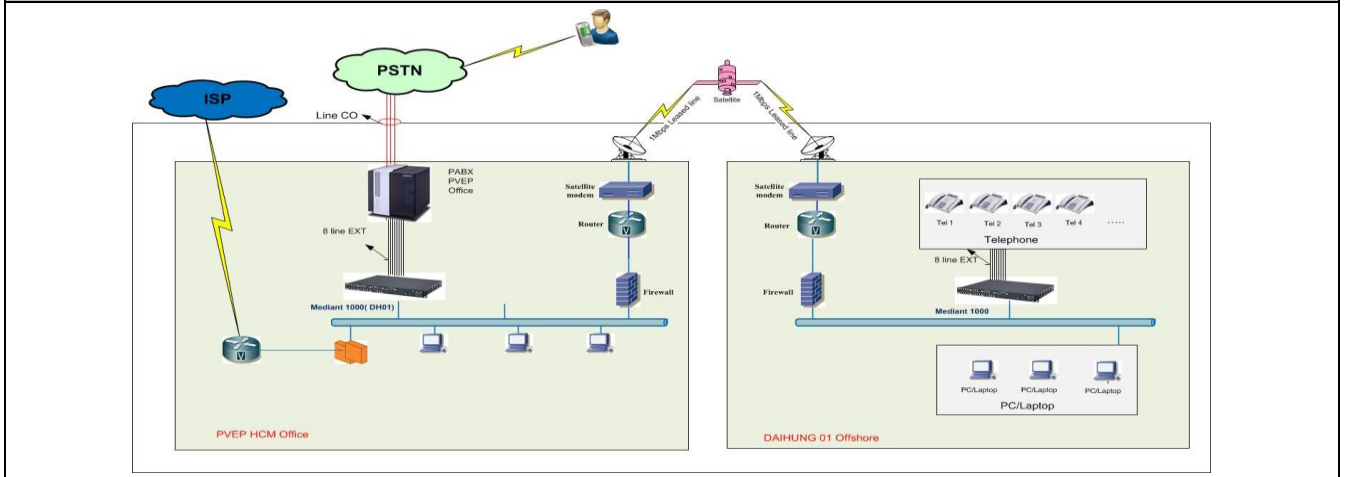 PSTN
ISP
Line CO
Satellite
1Mbps Leased line
1Mbps Leased line
PABX
PVEP
Office
8 line EXT
Mediant 1000( DH01)
Satellite
modem
Router
V
Firewall
V
PVEP HCM Office
Satellite
modem
Router
V
Firewall
Tel 1
Tel 2
Tel 3
Tel 4
.....
Telephone
8 line EXT
Mediant 1000
PC/Laptop
PC/Laptop
PC/Laptop
PC/Laptop
DAIHUNG 01 Offshore